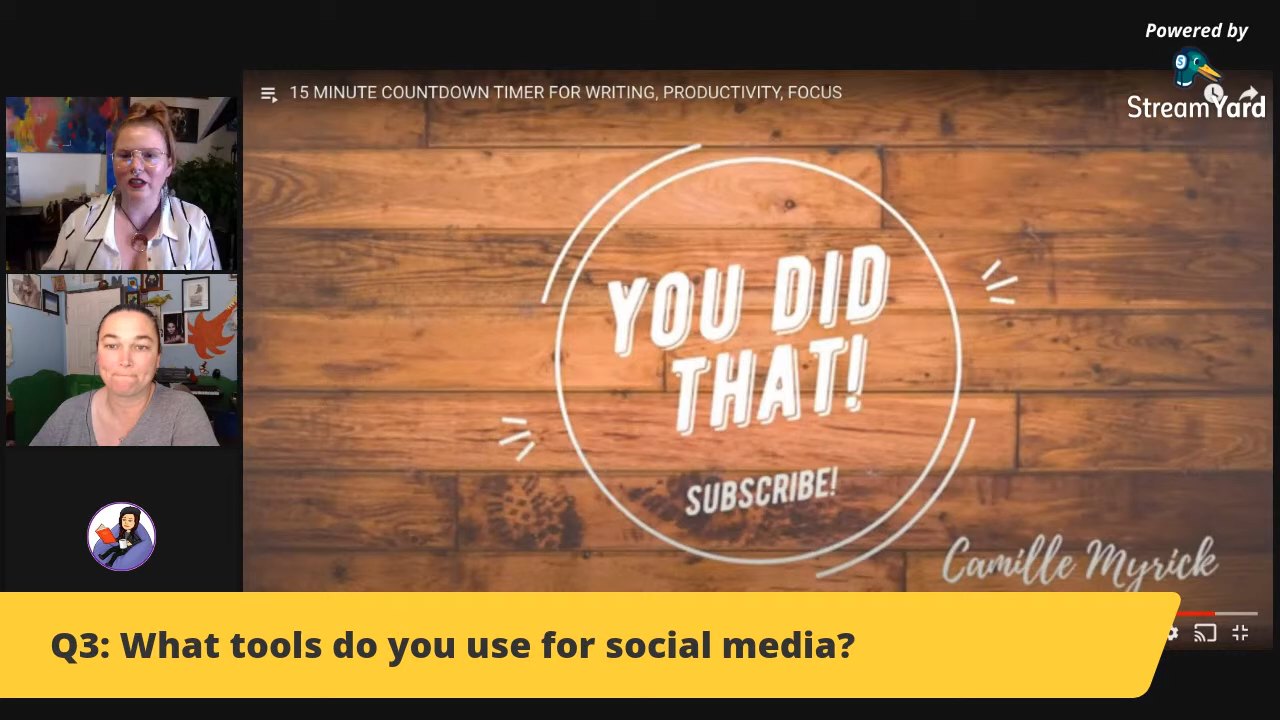 Powered by
StreamYard
15 MINUTE COUNTDOWN TIMER FOR WRITING, PRODUCTIVITY, FOCUS
YOU DID
THAT!
SUBSCRIBE!
Camille Myrick
Q3: What tools do you use for social media?